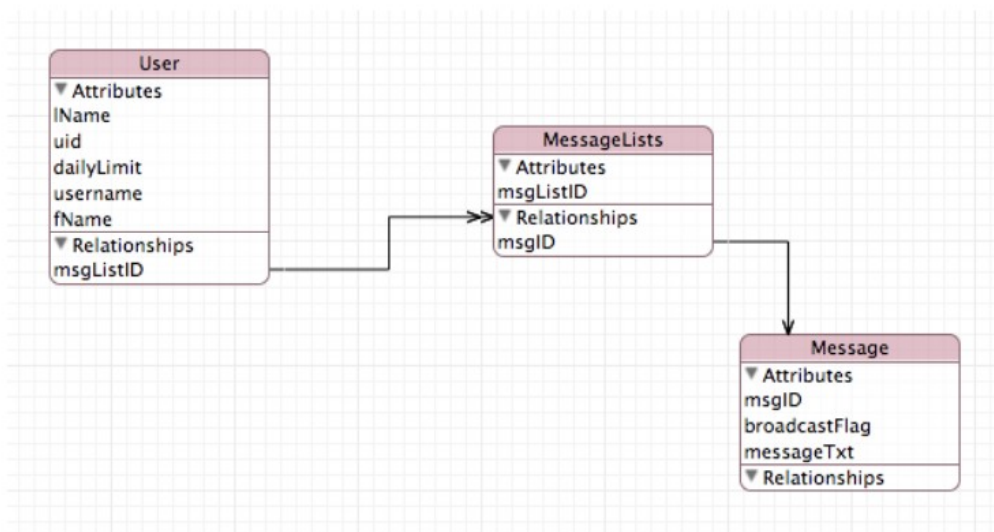 User
Attributes
lName
uid
dailyLimit
username
fName
Relationships
msgListID
MessageLists
Attributes
msgListID
Relationships
msgID
Message
Attributes
msgID
broadcastFlag
messageTxt
Relationships